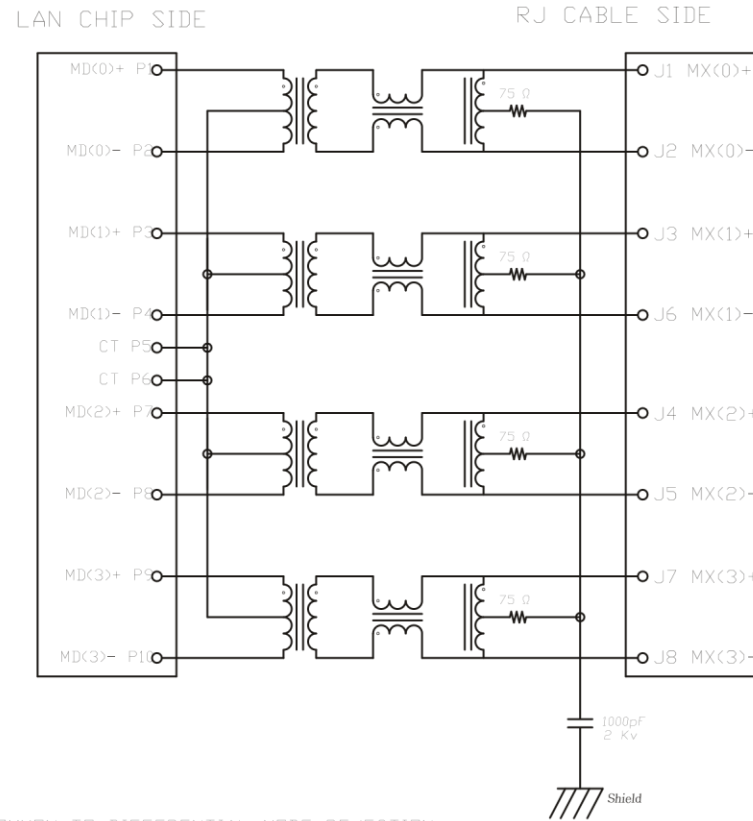 LAN CHIP SIDE
RJ CABLE SIDE
MD(0)+ P1
J1 MX(0)+
75 Ω
MD(0)- P2
J2 MX(0)-
MD(1)+ P3
J3 MX(1)+
75 Ω
MD(1)- P4
J6 MX(1)-
CT P5
CT P6
MD(2)+ P7
J4 MX(2)+
75 Ω
MD(2)- P8
J5 MX(2)-
MD(3)+ P9
J7 MX(3)+
75 Ω
MD(3)- P10
J8 MX(3)-
1000pF
2 Kv
Shield